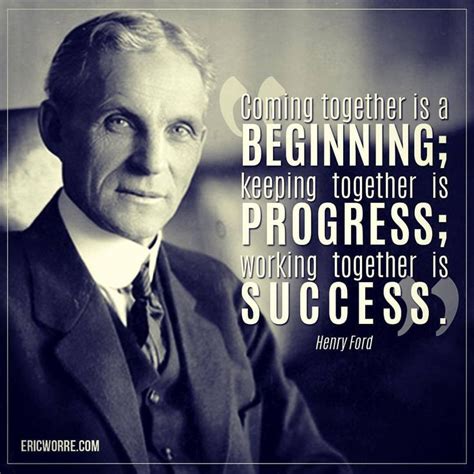 “
Coming together is a
BEGINNING;
keeping together is
PROGRESS;
working together is
SUCCESS.
”
Henry Ford
ERICWORRE.COM